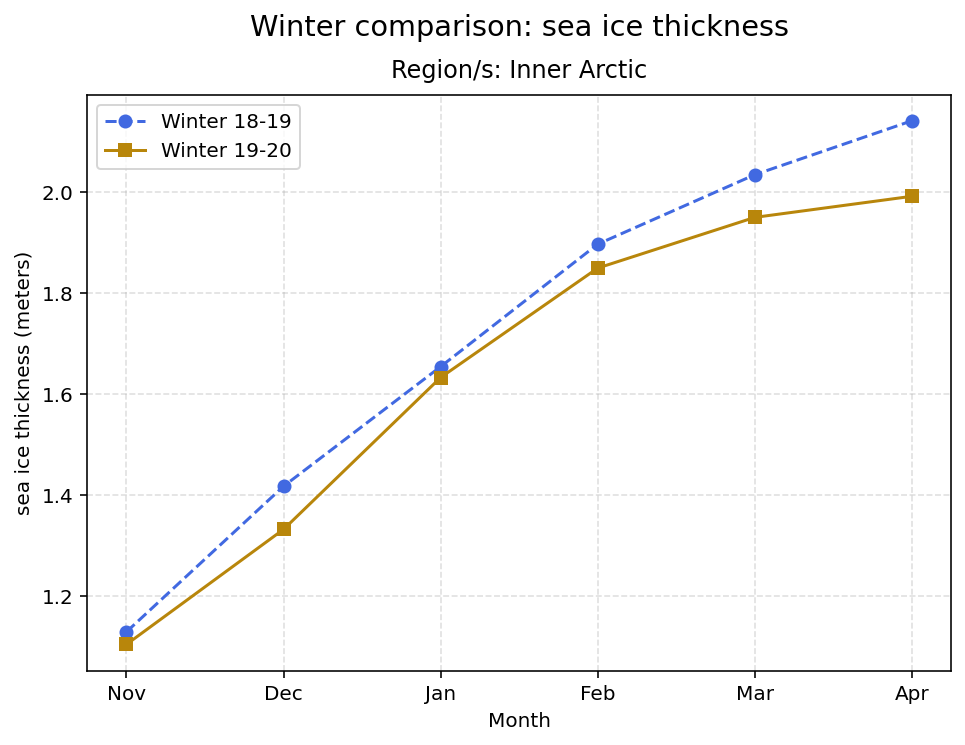 Winter comparison: sea ice thickness
Region/s: Inner Arctic
Winter 18-19
Winter 19-20
sea ice thickness (meters)
2.0
1.8
1.6
1.4
1.2
Nov Dec Jan Feb Mar Apr
Month